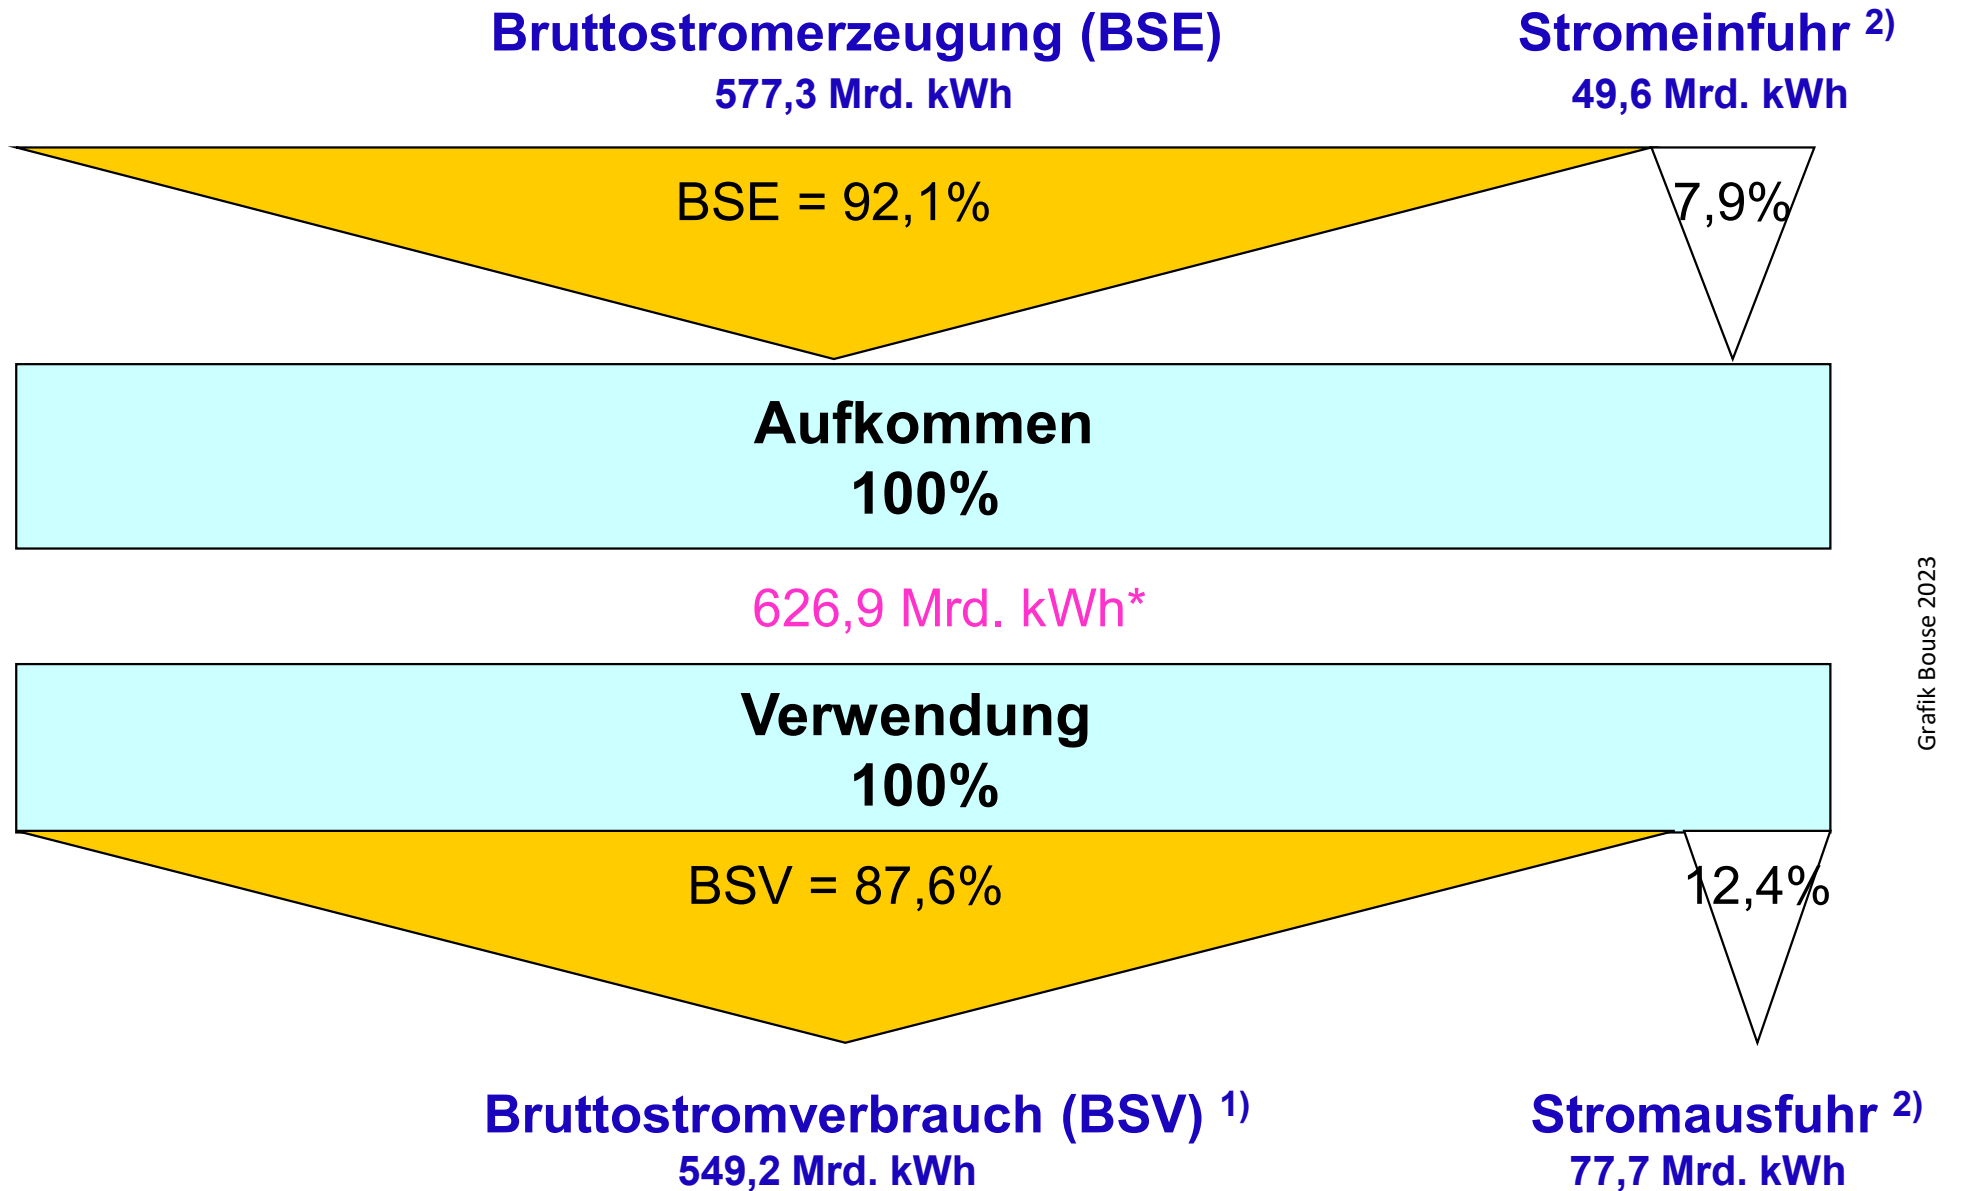 Bruttostromerzeugung (BSE)
577,3 Mrd. kWh
Stromeinfuhr 2)
49,6 Mrd. kWh
BSE = 92,1%
7,9%
Aufkommen
100%
626,9 Mrd. kWh*
Verwendung
100%
BSV = 87,6%
12,4%
Bruttostromverbrauch (BSV) 1)
549,2 Mrd. kWh
Stromausfuhr 2)
77,7 Mrd. kWh
Grafik Bouse 2023